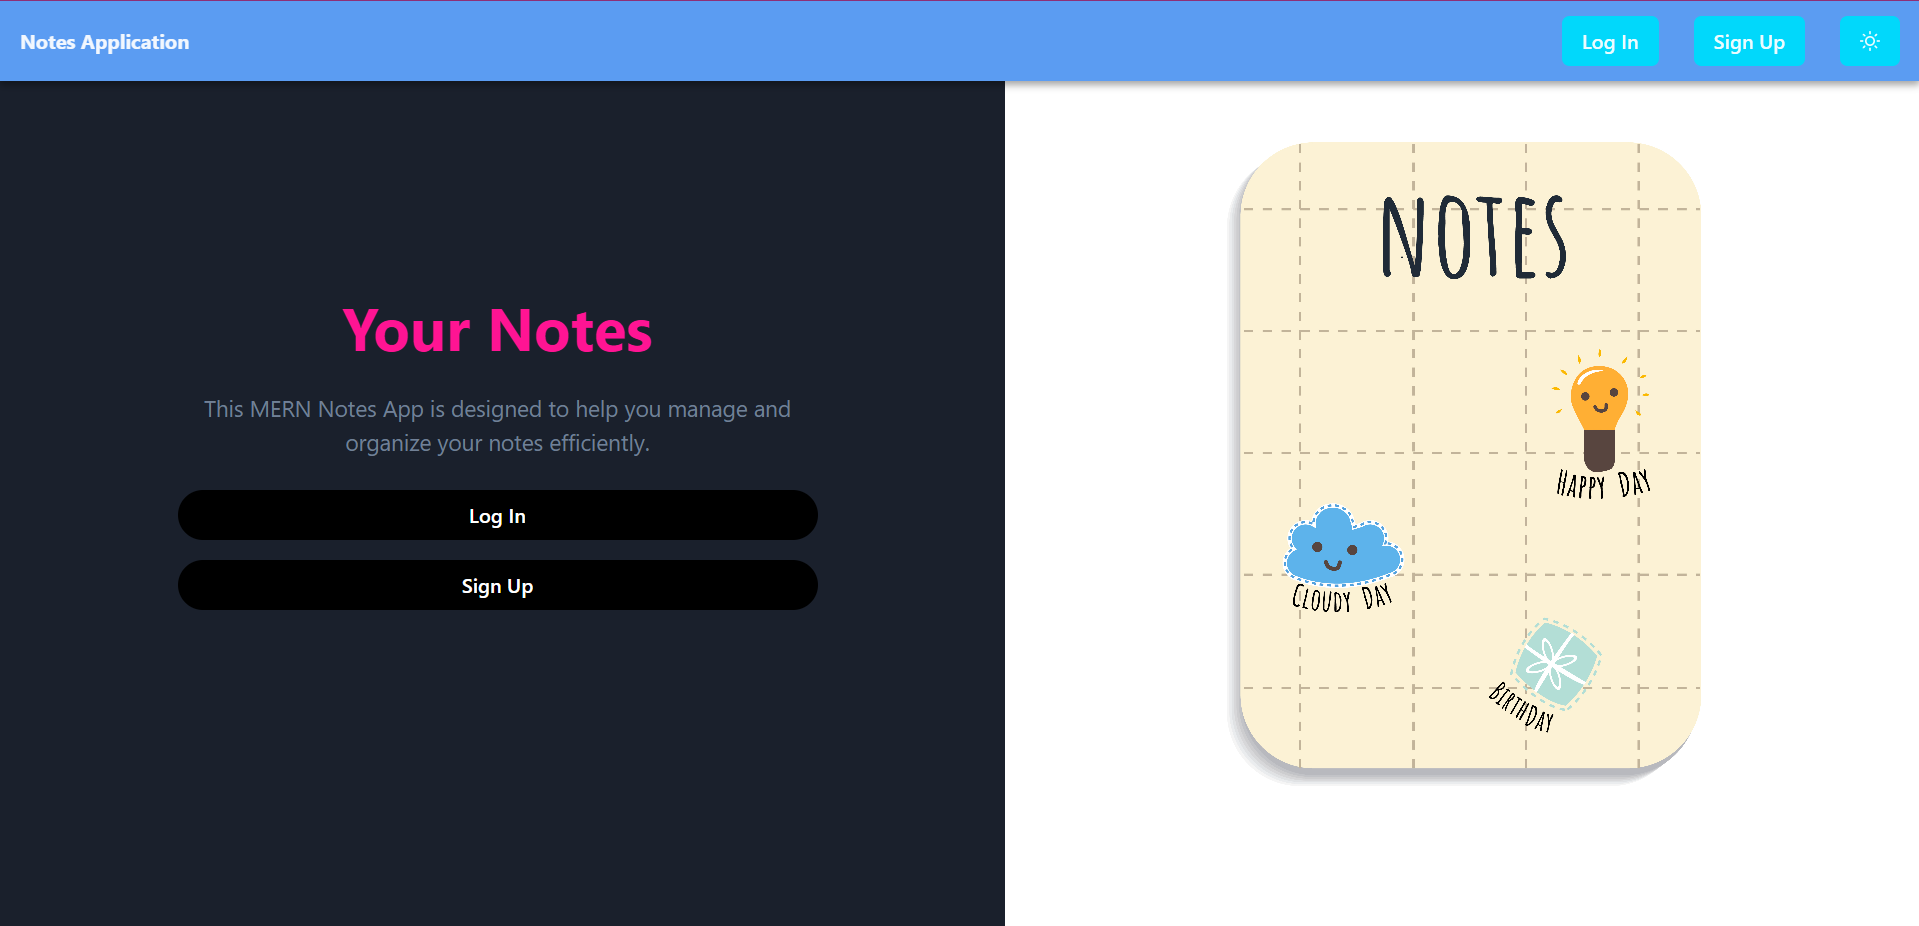 Notes Application
Log In
Sign Up
Your Notes
This MERN Notes App is designed to help you manage and
organize your notes efficiently.
Log In
Sign Up
NOTES
HAPPY DAY
CLOUDY DAY
BIRTHDAY